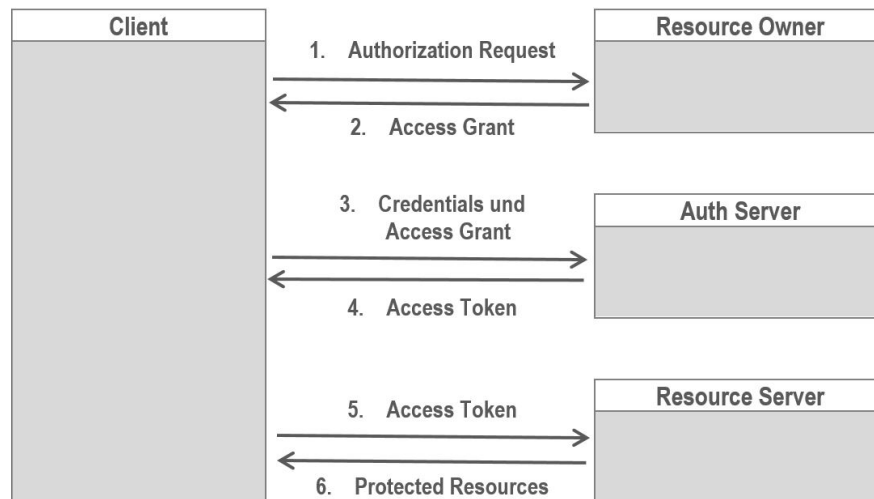 Client
Resource Owner
1. Authorization Request
2. Access Grant
3. Credentials und
Access Grant
Auth Server
4. Access Token
Resource Server
5. Access Token
6. Protected Resources